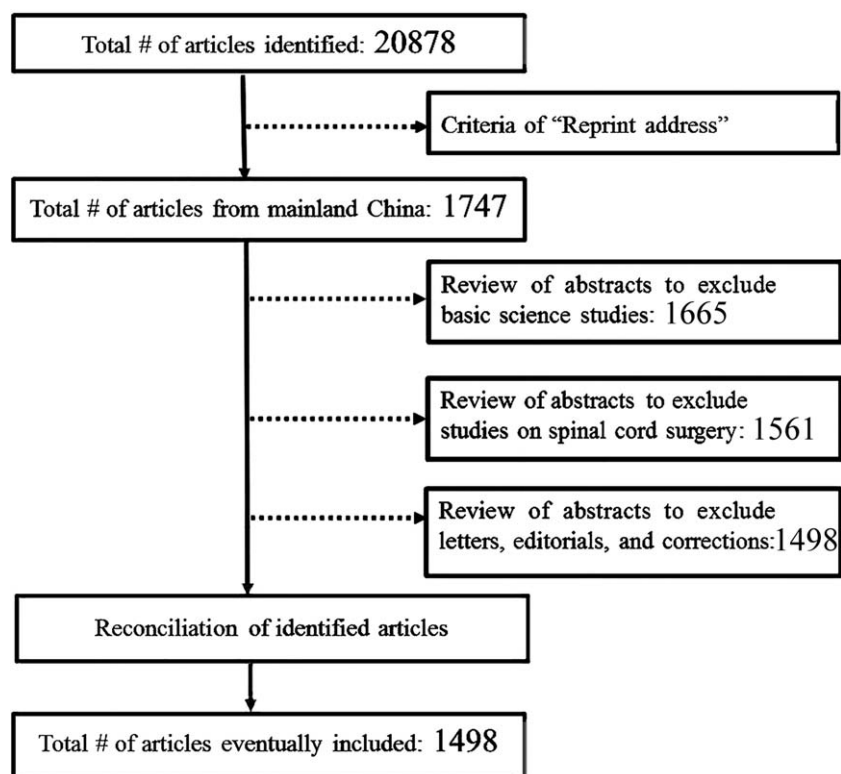 Total # of articles identified: 20878
Criteria of “Reprint address”
Total # of articles from mainland China: 1747
Review of abstracts to exclude
basic science studies: 1665
Review of abstracts to exclude
studies on spinal cord surgery: 1561
Review of abstracts to exclude
letters, editorials, and corrections:1498
Reconciliation of identified articles
Total # of articles eventually included: 1498